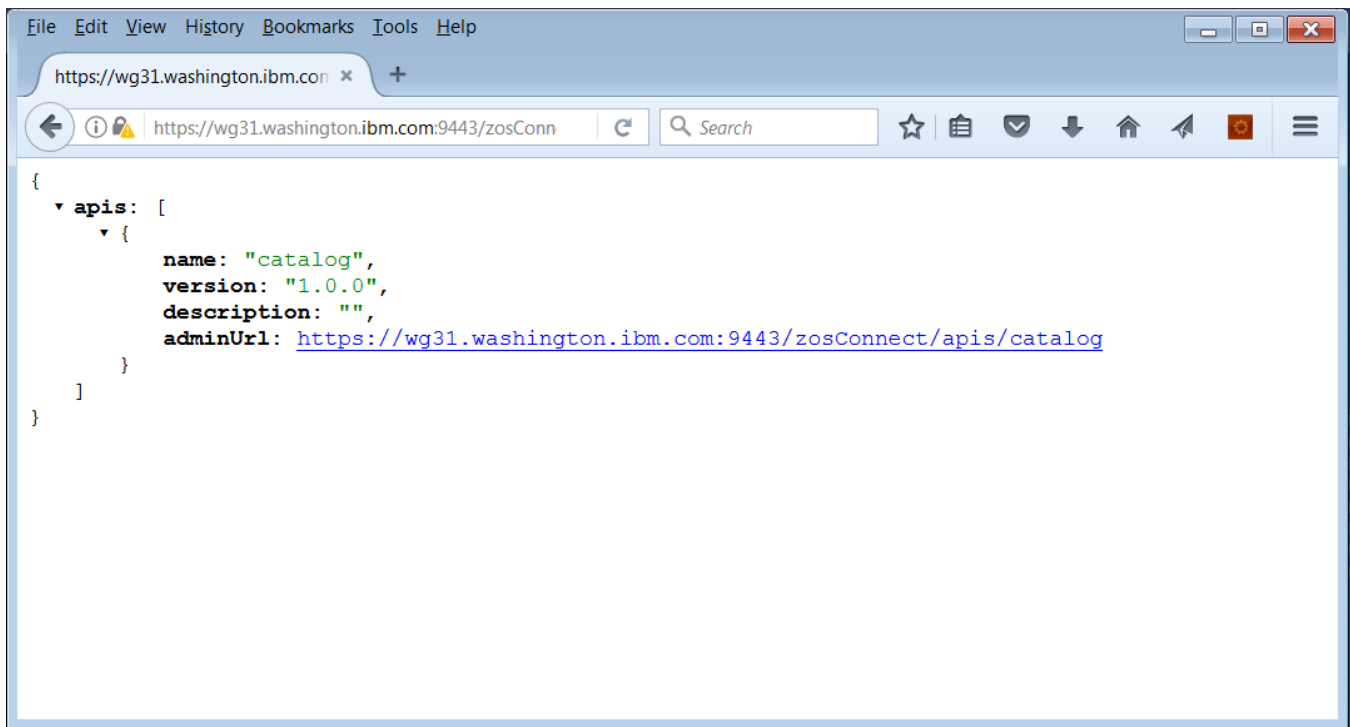 File Edit View History Bookmarks Tools Help
https://wg31.washington.ibm.con
https://wg31.washington.ibm.com:9443/zosConn
Search
{
apis: [
{
name: "catalog",
version: "1.0.0",
description: "",
adminUrl: https://wg31.washington.ibm.com:9443/zosConnect/apis/catalog
}
]
}